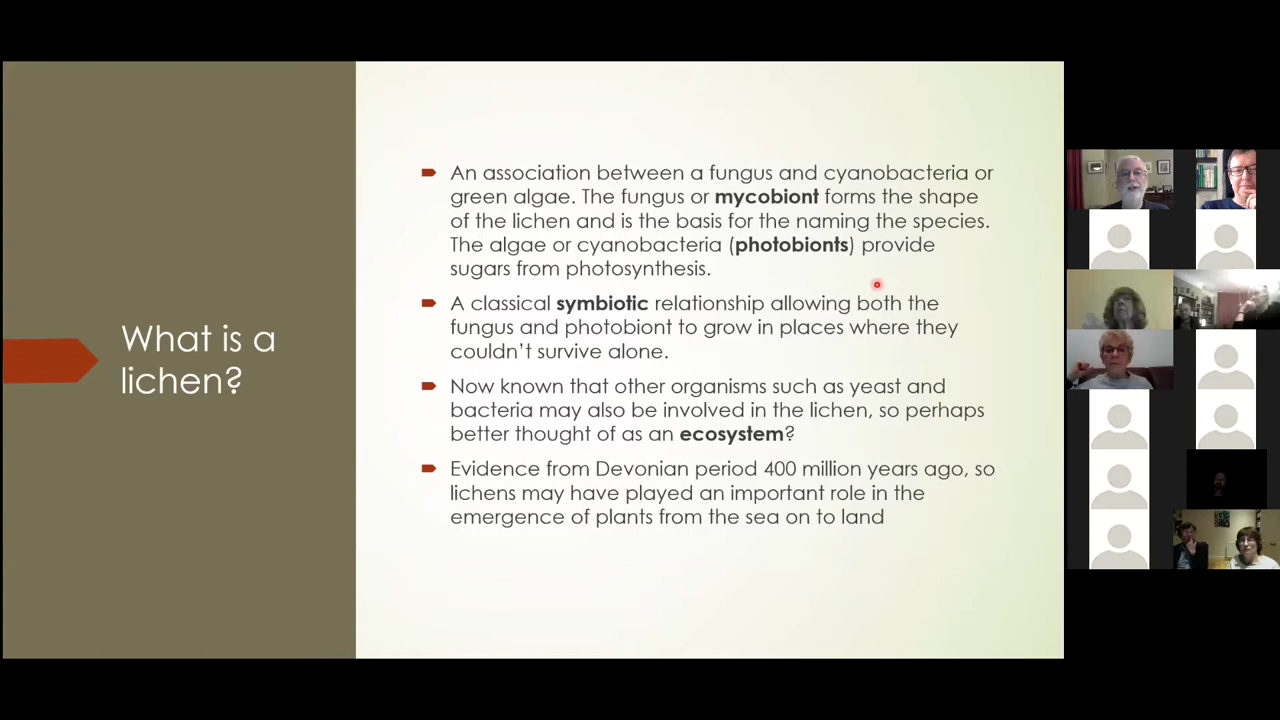 What is a
lichen?
An association between a fungus and cyanobacteria or
green algae. The fungus or mycobiont forms the shape
of the lichen and is the basis for the naming the species.
The algae or cyanobacteria (photobionts) provide
sugars from photosynthesis.
A classical symbiotic relationship allowing both the
fungus and photobiont to grow in places where they
couldn’t survive alone.
Now known that other organisms such as yeast and
bacteria may also be involved in the lichen, so perhaps
better thought of as an ecosystem?
Evidence from Devonian period 400 million years ago, so
lichens may have played an important role in the
emergence of plants from the sea on to land